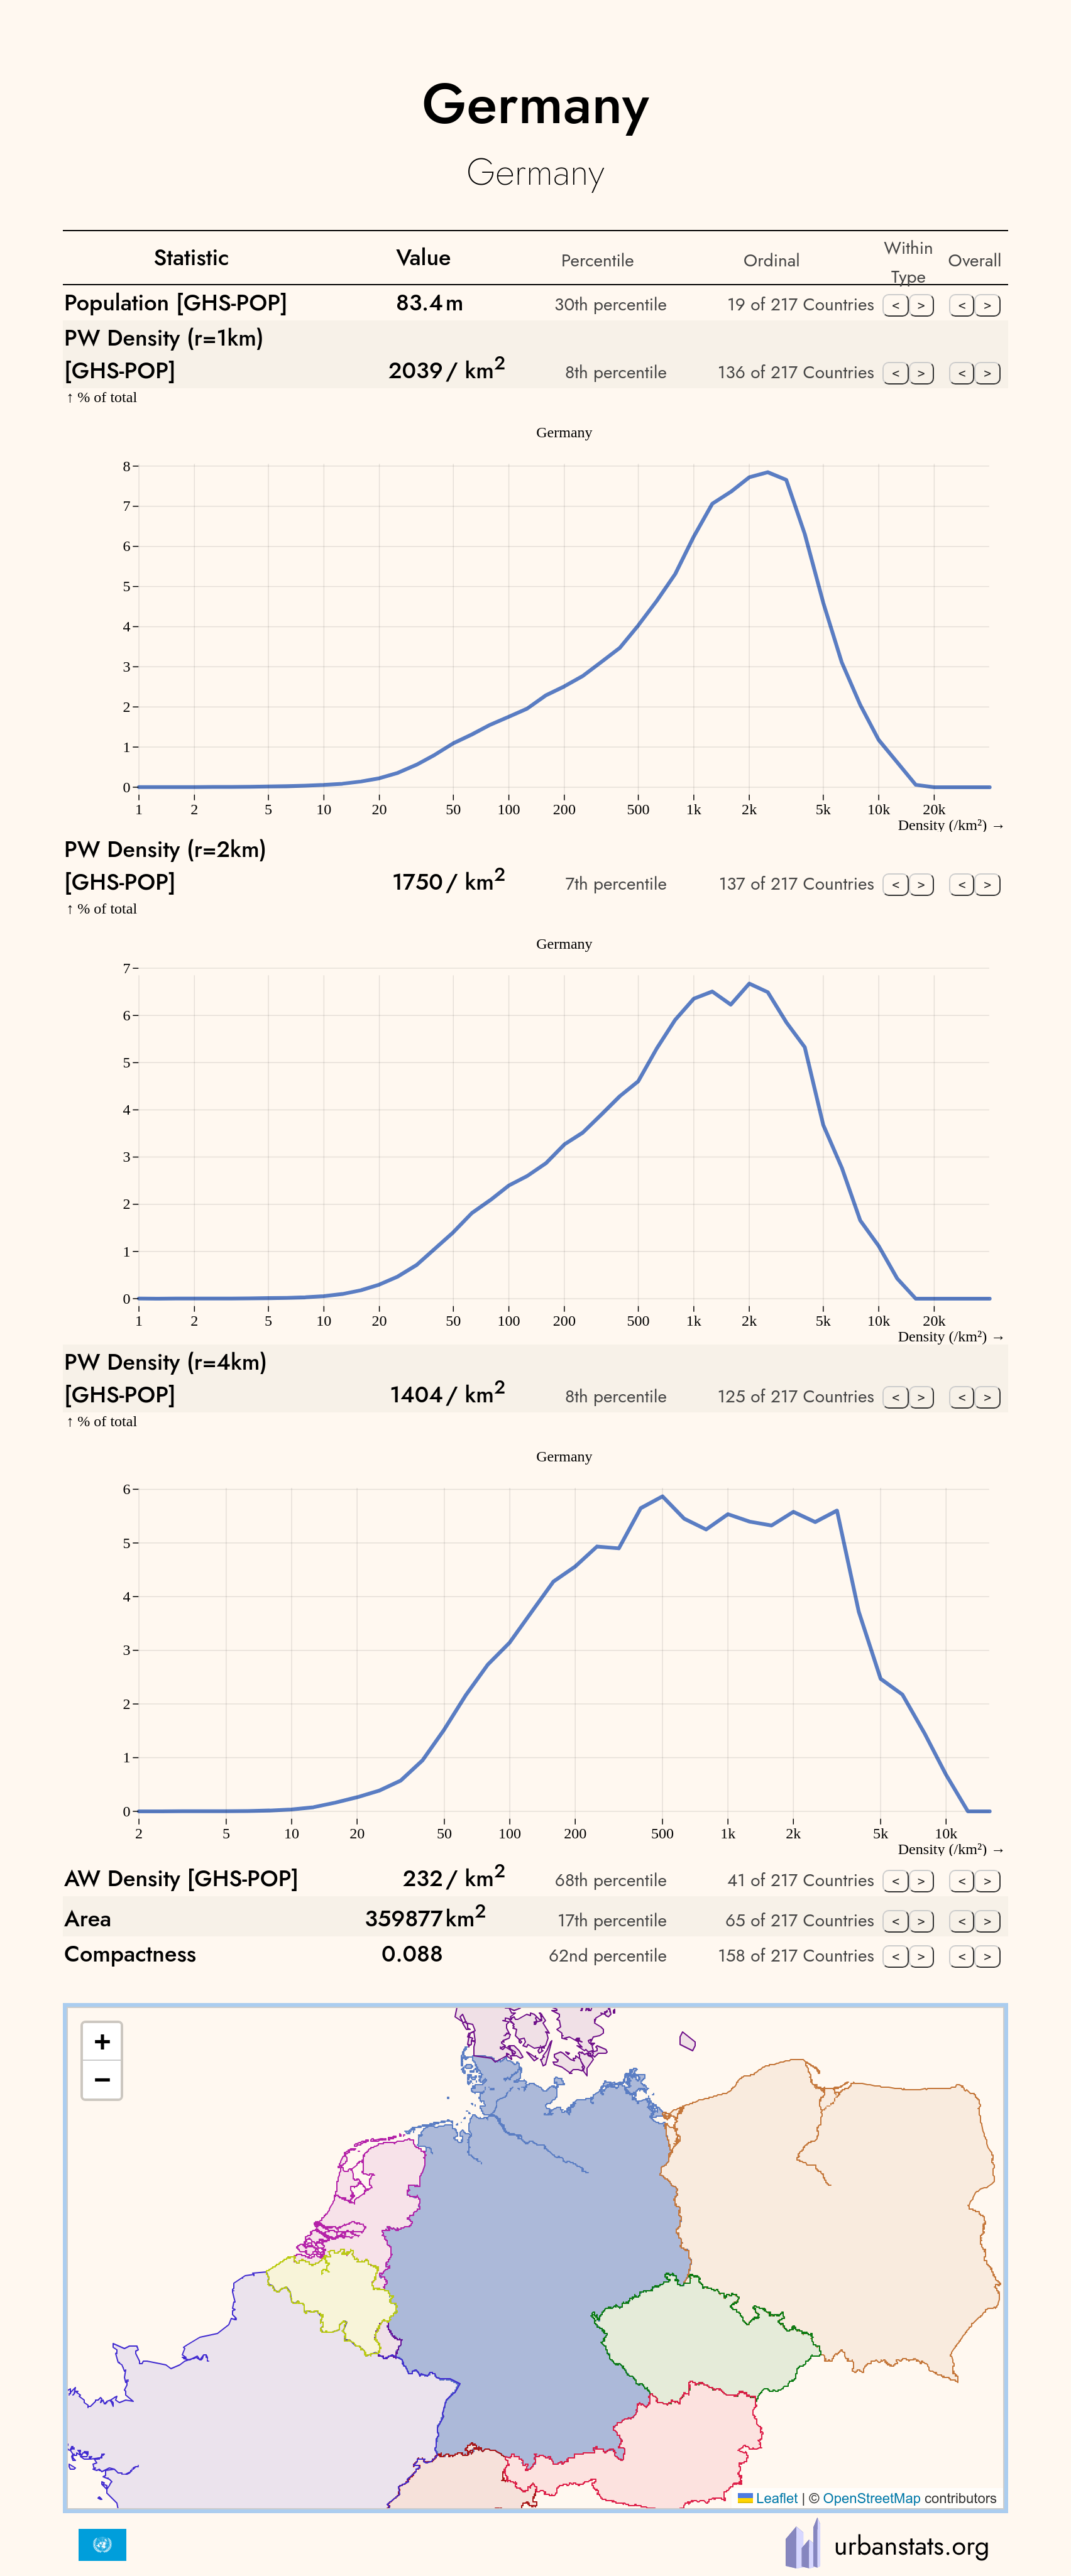 Germany
Germany
Statistic Value Percentile Ordinal Within Type Overall
Population [GHS-POP] 83.4m 30th percentile 19 of 217 Countries < > < >
PW Density (r=1km)
[GHS-POP] 2039/ km2 8th percentile 136 of 217 Countries < > < >
↑ % of total
Germany
8
7
6
5
4
3
2
1
0
1 2 5 10 20 50 100 200 500 1k 2k 5k 10k 20k
Density (/km²) →
PW Density (r=2km)
[GHS-POP] 1750/ km2 7th percentile 137 of 217 Countries < > < >
↑ % of total
Germany
7
6
5
4
3
2
1
0
1 2 5 10 20 50 100 200 500 1k 2k 5k 10k 20k
Density (/km²) →
PW Density (r=4km)
[GHS-POP] 1404/ km2 8th percentile 125 of 217 Countries < > < >
↑ % of total
Germany
6
5
4
3
2
1
0
2 5 10 20 50 100 200 500 1k 2k 5k 10k
Density (/km²) →
AW Density [GHS-POP] 232/ km2 68th percentile 41 of 217 Countries < > < >
Area 359877km2 17th percentile 65 of 217 Countries < > < >
Compactness 0.088 62nd percentile 158 of 217 Countries < > < >
+
−
Leaflet | © OpenStreetMap contributors
urbanstats.org